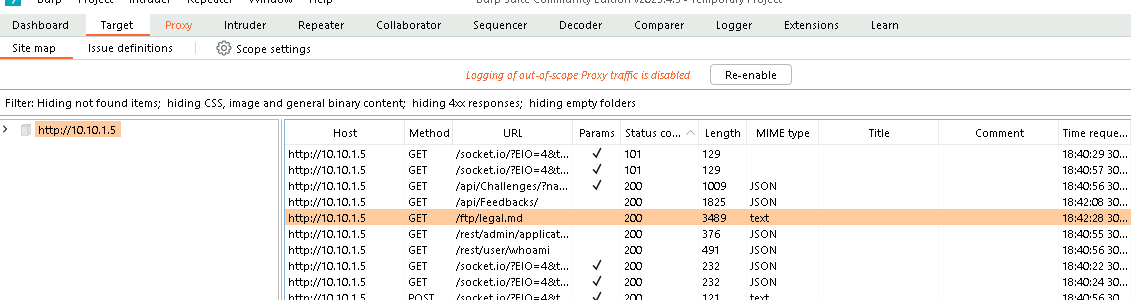 Burp Project Intruder Repeater Window Help Burp Suite Community Edition v2023.4.5 - Temporary Project
Dashboard Target Proxy Intruder Repeater Collaborator Sequencer Decoder Comparer Logger Extensions Learn
Site map Issue definitions Scope settings
Logging of out-of-scope Proxy traffic is disabled Re-enable
Filter: Hiding not found items; hiding CSS, image and general binary content; hiding 4xx responses; hiding empty folders
http://10.10.1.5
Host Method URL Params Status co... Length MIME type Title Comment Time reque...
http://10.10.1.5 GET /socket.io/?EIO=4&t... ✓ 101 129 18:40:29 30...
http://10.10.1.5 GET /socket.io/?EIO=4&t... ✓ 101 129 18:40:57 30...
http://10.10.1.5 GET /api/Challenges/?na... ✓ 200 1009 JSON 18:40:56 30...
http://10.10.1.5 GET /api/Feedbacks/ 200 1825 JSON 18:42:08 30...
http://10.10.1.5 GET /ftp/legal.md 200 3489 text 18:42:28 30...
http://10.10.1.5 GET /rest/admin/applicat... 200 376 JSON 18:40:55 30...
http://10.10.1.5 GET /rest/user/whoami 200 491 JSON 18:40:56 30...
http://10.10.1.5 GET /socket.io/?EIO=4&t... ✓ 200 232 JSON 18:40:22 30...
http://10.10.1.5 GET /socket.io/?EIO=4&t... ✓ 200 232 JSON 18:40:24 30...
http://10.10.1.5 POST /socket.io/?EIO=4&t... ✓ 200 121 text 18:40:56 30...